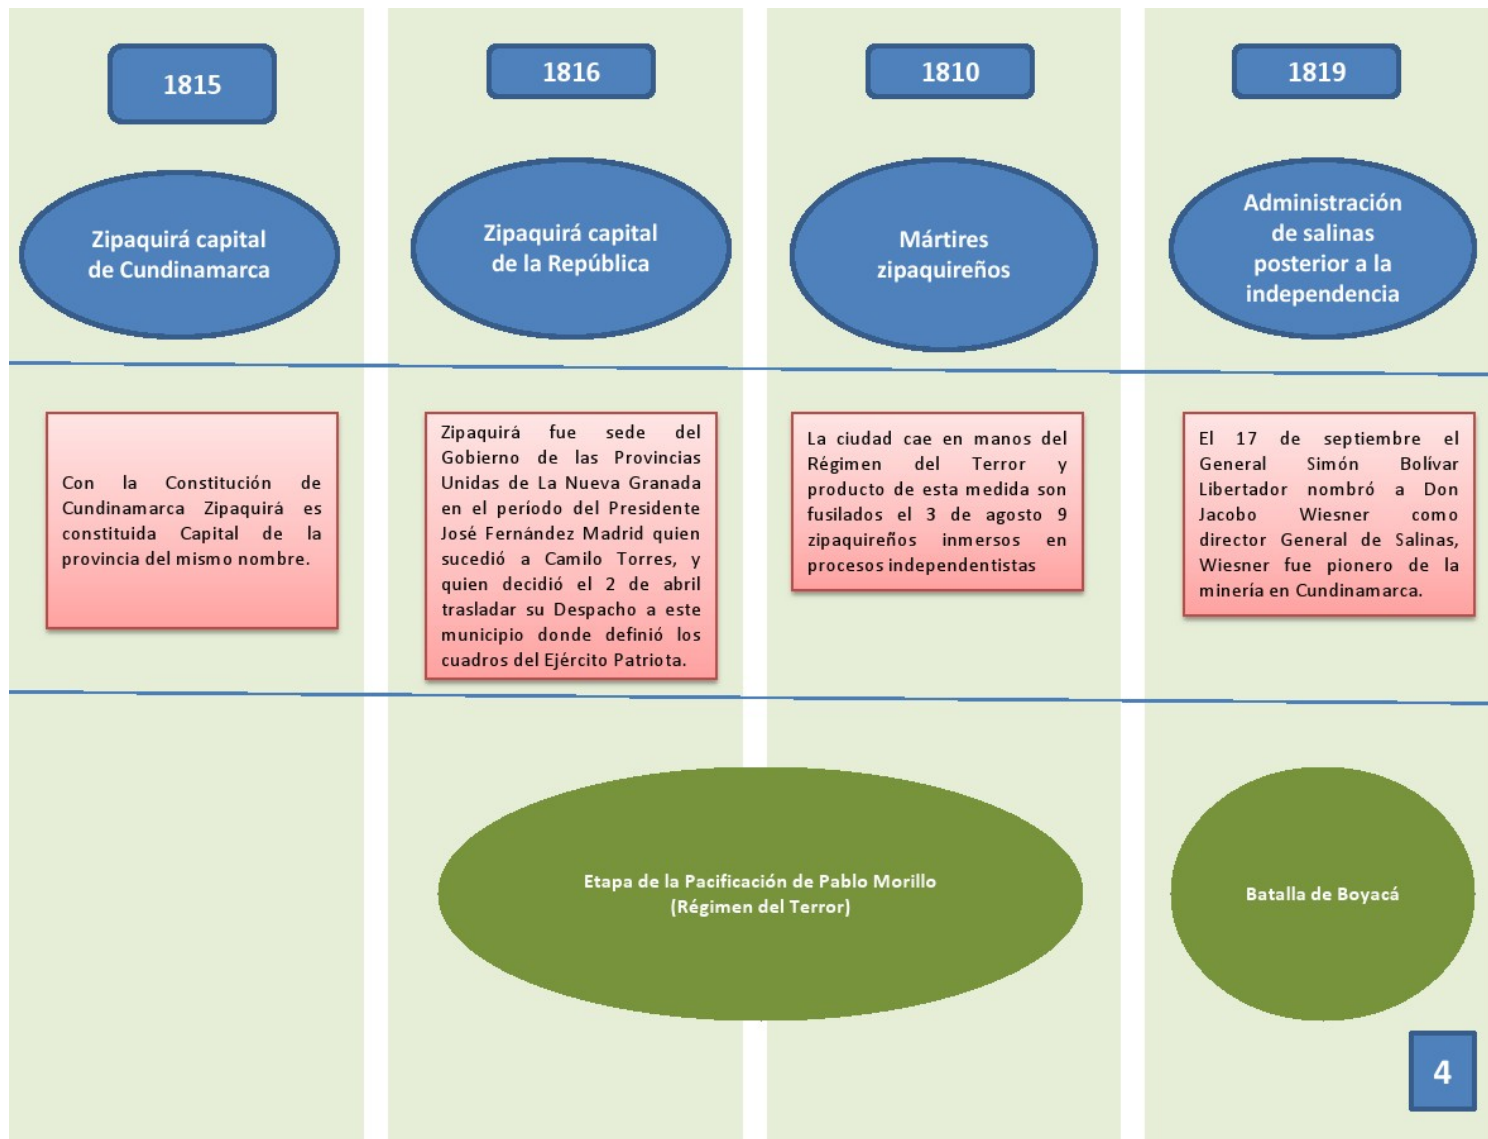 1815
Zipaquirá capital
de Cundinamarca
Con la Constitución de
Cundinamarca Zipaquirá es
constituida Capital de la
provincia del mismo nombre.
1816
Zipaquirá capital
de la República
Zipaquirá fue sede del
Gobierno de las Provincias
Unidas de La Nueva Granada
en el período del Presidente
José Fernández Madrid quien
sucedió a Camilo Torres, y
quien decidió el 2 de abril
trasladar su Despacho a este
municipio donde definió los
cuadros del Ejército Patriota.
1810
Mártires
zipaquireños
La ciudad cae en manos del
Régimen del Terror y
producto de esta medida son
fusilados el 3 de agosto 9
zipaquireños inmersos en
procesos independentistas
1819
Administración
de salinas
posterior a la
independencia
El 17 de septiembre el
General Simón Bolívar
Libertador nombró a Don
Jacobo Wiesner como
director General de Salinas,
Wiesner fue pionero de la
minería en Cundinamarca.
Etapa de la Pacificación de Pablo Morillo
(Régimen del Terror)
Batalla de Boyacá
4